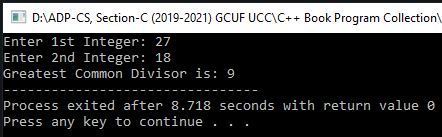 D:\ADP-CS, Section-C (2019-2021) GCUF UCC\C++ Book Program Collection\
Enter 1st Integer: 27
Enter 2nd Integer: 18
Greatest Common Divisor is: 9
--------------------------------
Process exited after 8.718 seconds with return value 0
Press any key to continue . . .